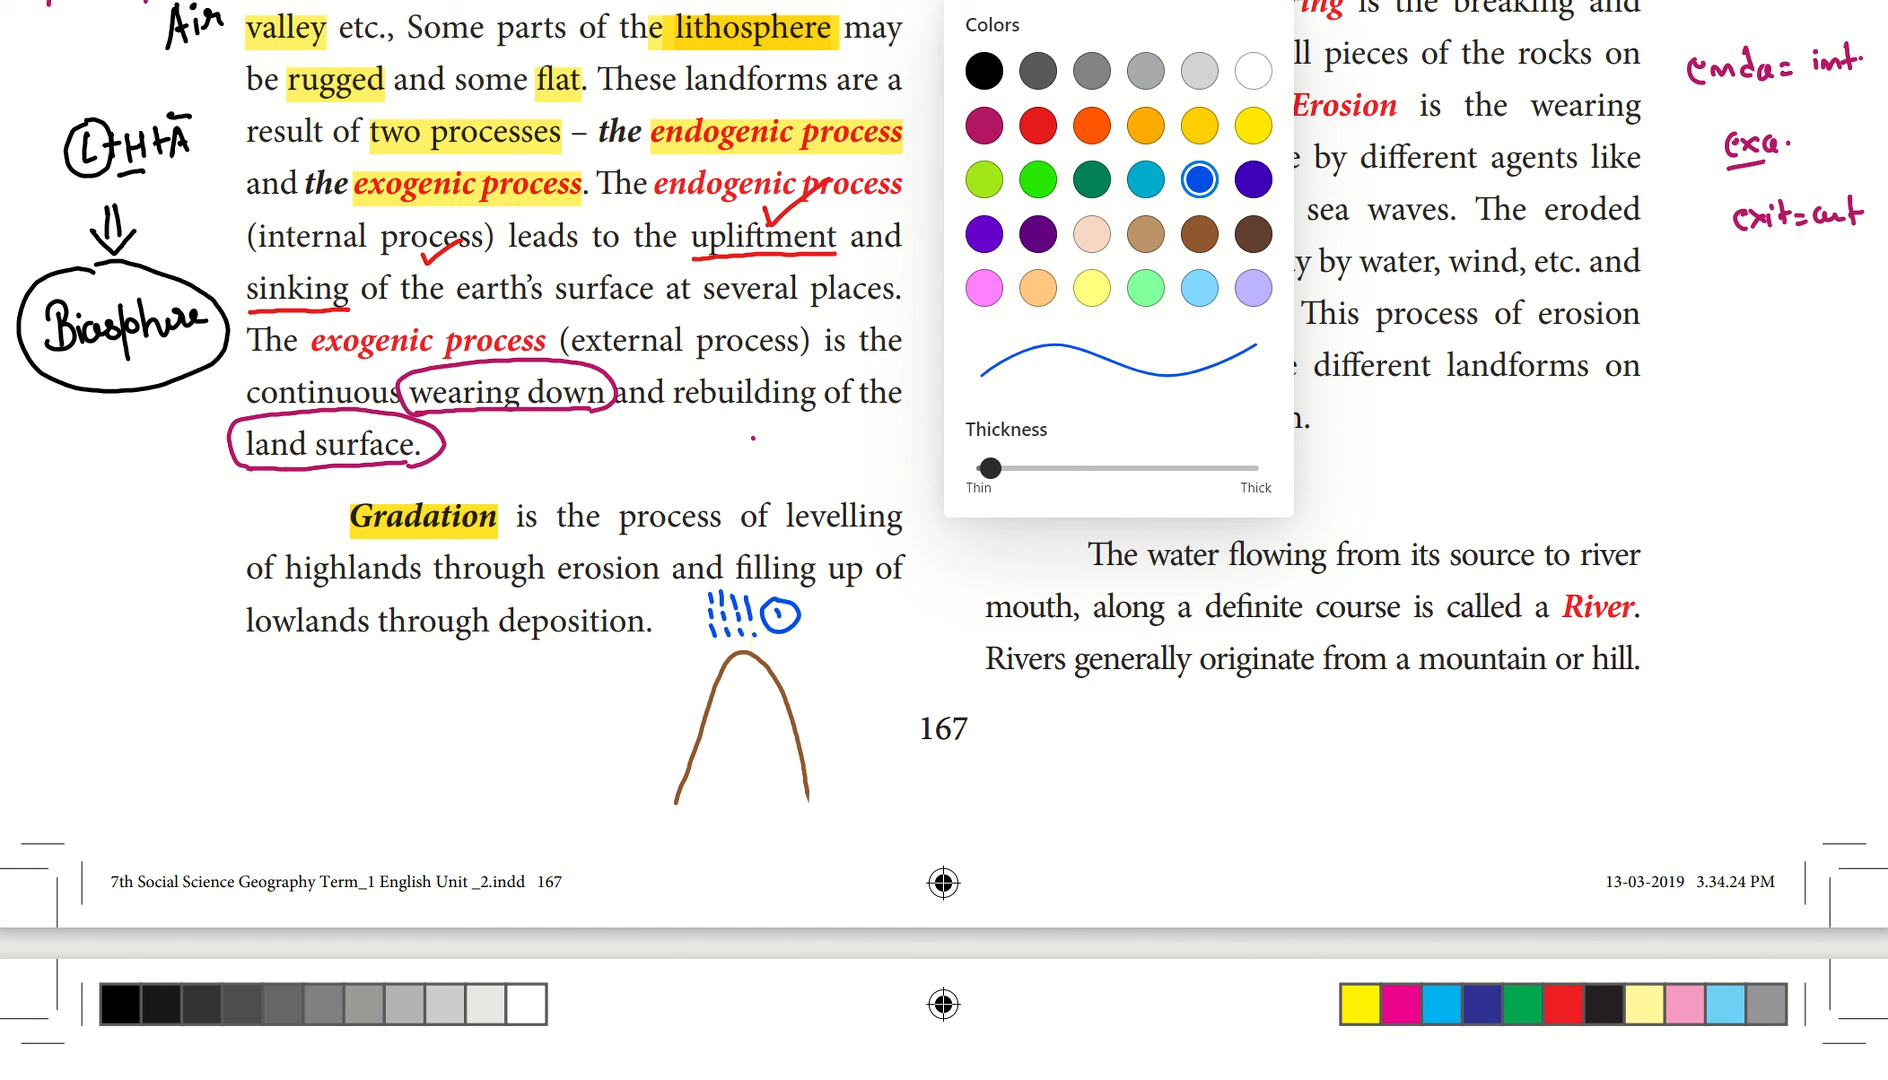 Air
valley etc., Some parts of the lithosphere may
be rugged and some flat. These landforms are a
result of two processes – the endogenic process
and the exogenic process. The endogenic process
(internal process) leads to the upliftment and
sinking of the earth's surface at several places.
The exogenic process (external process) is the
continuous wearing down and rebuilding of the
land surface.
L+H+A
Biosphere
Gradation is the process of levelling
of highlands through erosion and filling up of
lowlands through deposition.
Colors
Thickness
Thin Thick
ring is the breaking and
ll pieces of the rocks on
Erosion is the wearing
e by different agents like
sea waves. The eroded
y by water, wind, etc. and
This process of erosion
e different landforms on
n.
endo= int.
exo.
exit=out
The water flowing from its source to river
mouth, along a definite course is called a River.
Rivers generally originate from a mountain or hill.
167
7th Social Science Geography Term_1 English Unit _2.indd 167
13-03-2019 3.34.24 PM